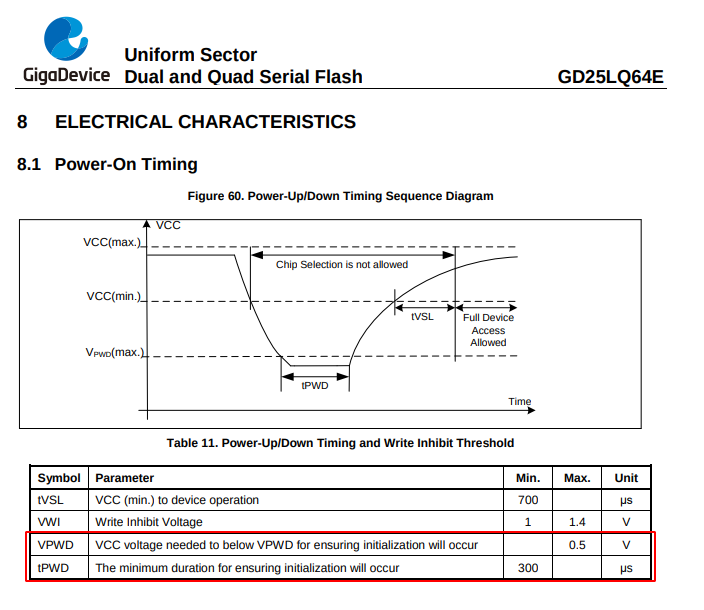 GigaDevice
Uniform Sector
Dual and Quad Serial Flash GD25LQ64E
8 ELECTRICAL CHARACTERISTICS
8.1 Power-On Timing
Figure 60. Power-Up/Down Timing Sequence Diagram
VCC
VCC(max.)
Chip Selection is not allowed
VCC(min.)
tVSL
Full Device
Access
Allowed
VPWD(max.)
tPWD
Time
Table 11. Power-Up/Down Timing and Write Inhibit Threshold
Symbol Parameter Min. Max. Unit
tVSL VCC (min.) to device operation 700 µs
VWI Write Inhibit Voltage 1 1.4 V
VPWD VCC voltage needed to below VPWD for ensuring initialization will occur 0.5 V
tPWD The minimum duration for ensuring initialization will occur 300 µs